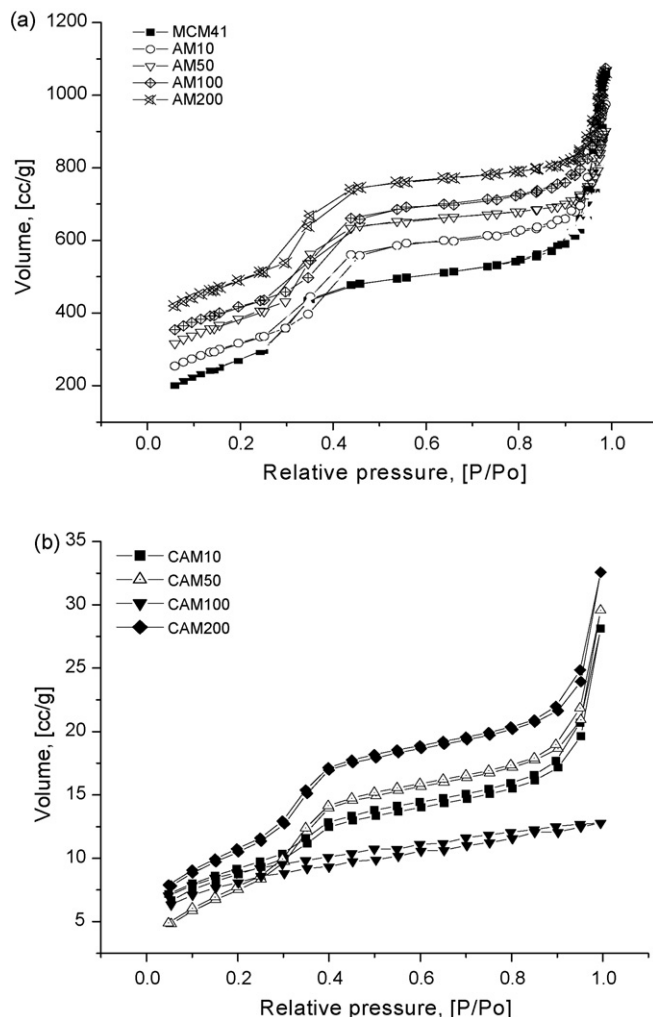 (a)
MCM41
AM10
AM50
AM100
AM200
1200
1000
800
600
400
200
Volume, [cc/g]
0.0 0.2 0.4 0.6 0.8 1.0
Relative pressure, [P/Po]
(b)
CAM10
CAM50
CAM100
CAM200
35
30
25
20
15
10
5
Volume, [cc/g]
0.0 0.2 0.4 0.6 0.8 1.0
Relative pressure, [P/Po]